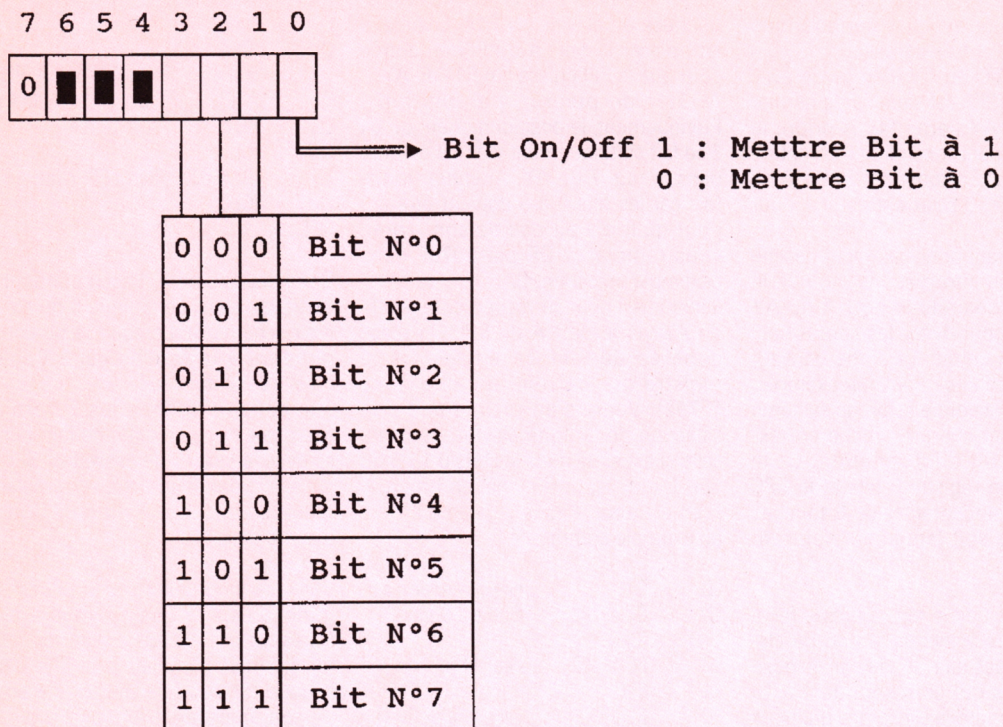 7 6 5 4 3 2 1 0
0
Bit On/Off 1 : Mettre Bit à 1
0 : Mettre Bit à 0
0 0 0 Bit N°0
0 0 1 Bit N°1
0 1 0 Bit N°2
0 1 1 Bit N°3
1 0 0 Bit N°4
1 0 1 Bit N°5
1 1 0 Bit N°6
1 1 1 Bit N°7